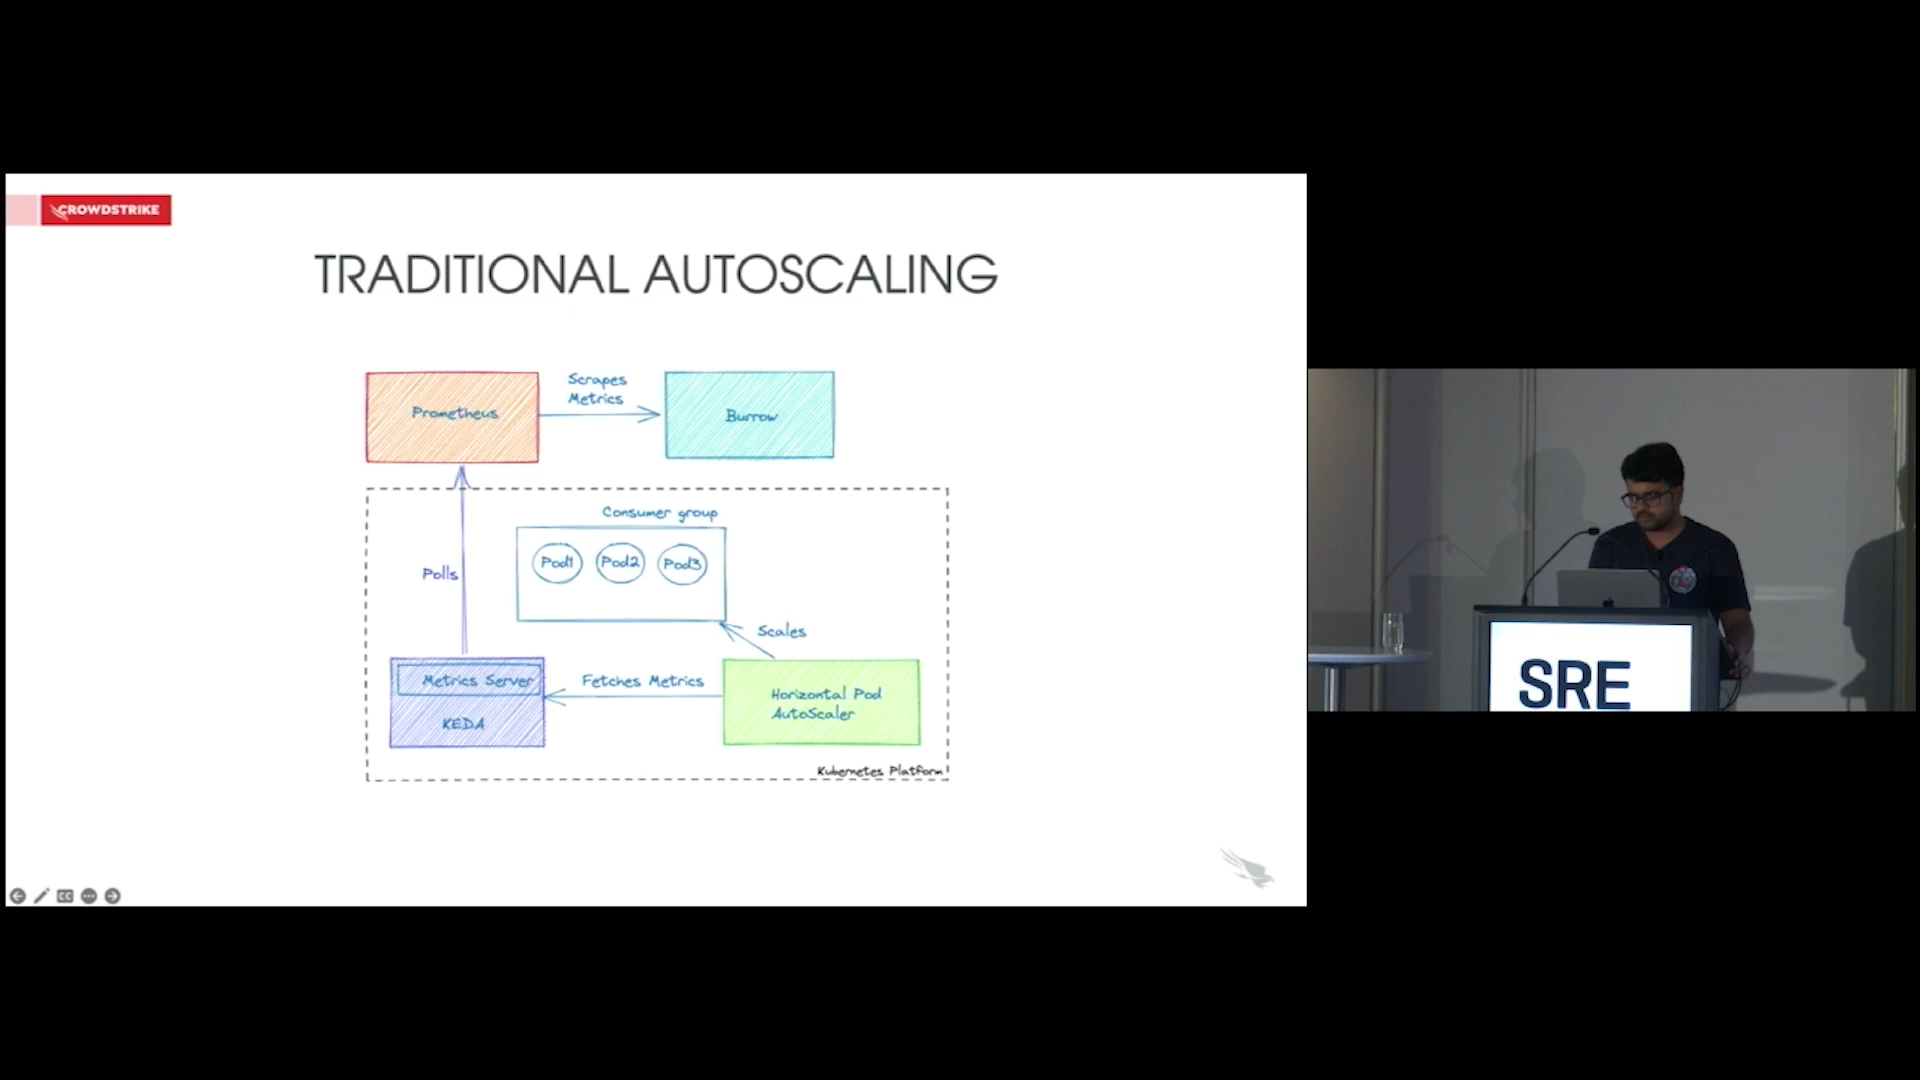 CROWDSTRIKE
TRADITIONAL AUTOSCALING
Prometheus
Scrapes
Metrics
Burrow
Consumer group
Pod1 Pod2 Pod3
Polls
Scales
Metrics Server
KEDA
Fetches Metrics
Horizontal Pod
AutoScaler
Kubernetes Platform
CC
SRE